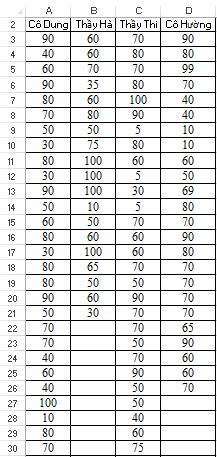 A B C D
2 Cô Dung Thầy Hà Thầy Thi Cô Hường
3 90 60 70 90
4 40 60 80 80
5 60 70 70 99
6 90 35 80 70
7 80 60 100 40
8 70 80 90 40
9 50 50 5 10
10 30 75 80 10
11 80 100 60 60
12 30 100 5 50
13 90 100 30 69
14 50 10 5 80
15 60 50 70 70
16 80 60 60 90
17 30 100 60 80
18 80 65 70 70
19 80 50 50 70
20 90 60 90 70
21 50 30 70 70
22 70 70 65
23 70 50 90
24 40 70 60
25 60 90 60
26 40 50 70
27 100 50
28 10 40
29 80 60
30 70 75